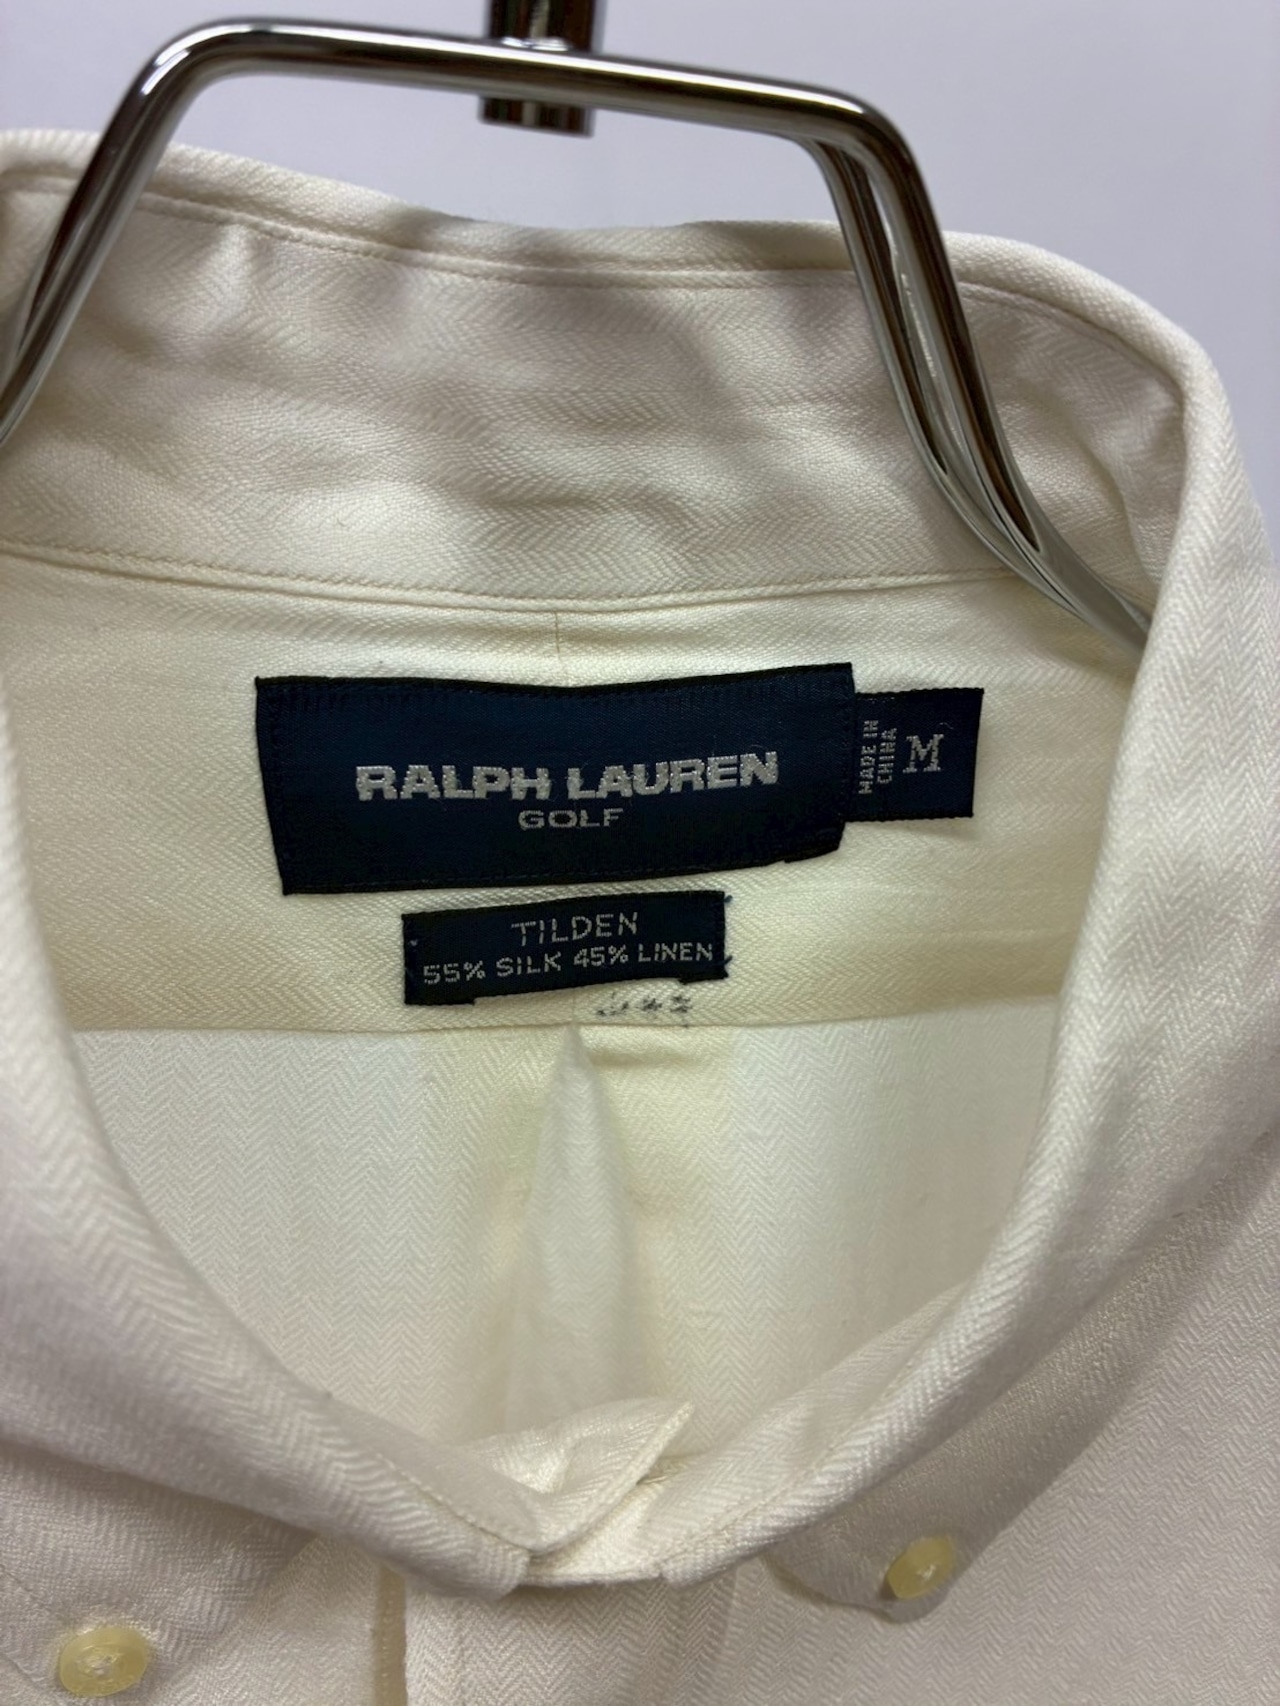 RALPH LAUREN
GOLF
MADE IN
CHINA
M
TILDEN
55% SILK 45% LINEN